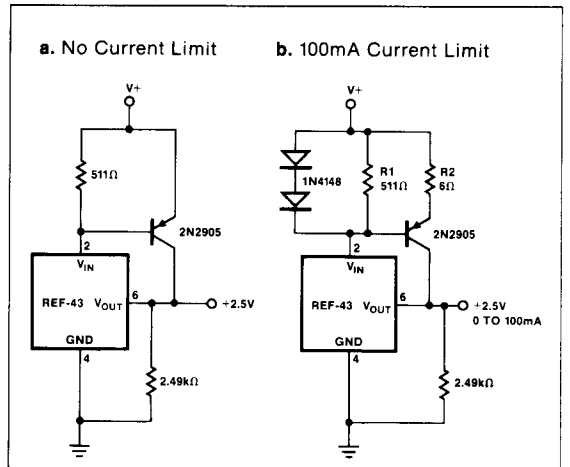 a. No Current Limit
V+
511Ω
2N2905
2
VIN
REF-43
VOUT
6
+2.5V
GND
4
2.49kΩ
b. 100mA Current Limit
V+
1N4148
R1
511Ω
R2
6Ω
2N2905
2
VIN
REF-43
VOUT
6
+2.5V
0 TO 100mA
GND
4
2.49kΩ